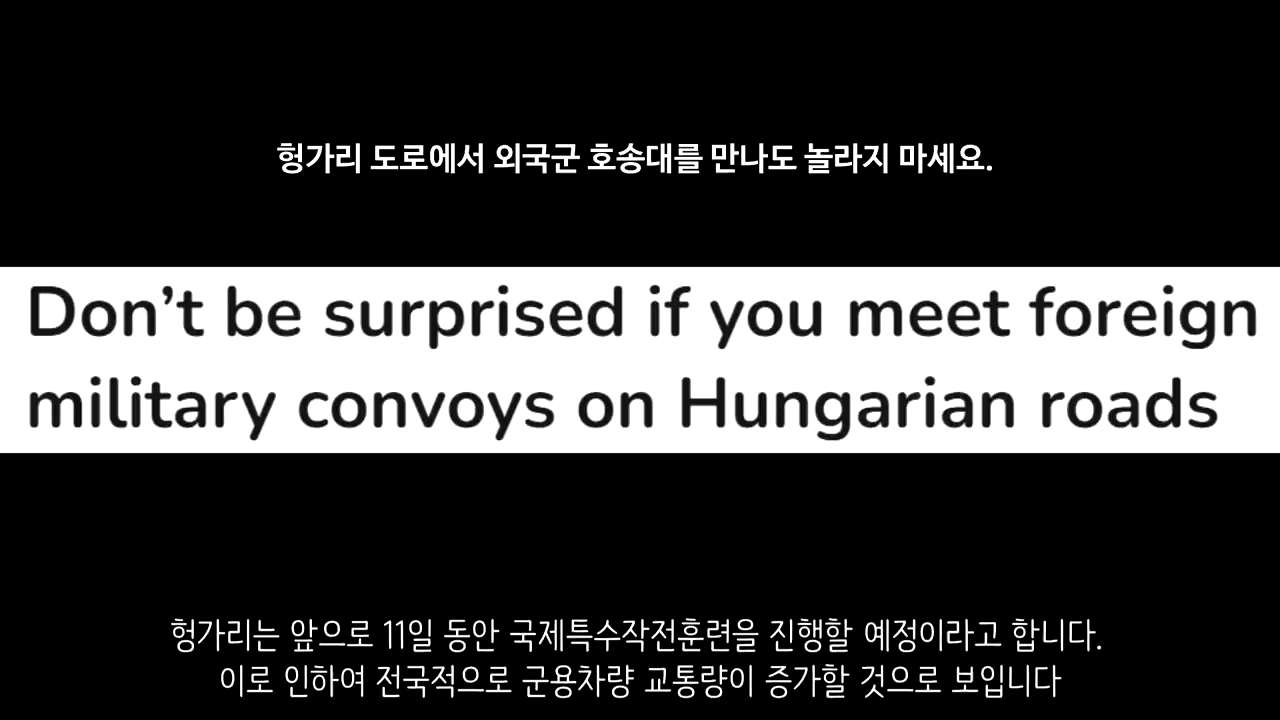 헝가리 도로에서 외국군 호송대를 만나도 놀라지 마세요.
Don’t be surprised if you meet foreign
military convoys on Hungarian roads
헝가리는 앞으로 11일 동안 국제특수작전훈련을 진행할 예정이라고 합니다.
이로 인하여 전국적으로 군용차량 교통량이 증가할 것으로 보입니다